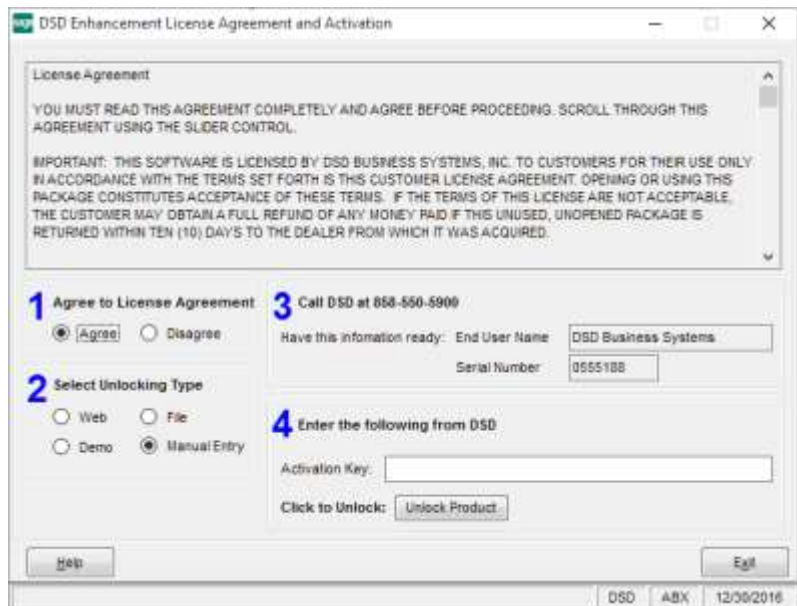 sage DSD Enhancement License Agreement and Activation
License Agreement
YOU MUST READ THIS AGREEMENT COMPLETELY AND AGREE BEFORE PROCEEDING. SCROLL THROUGH THIS
AGREEMENT USING THE SLIDER CONTROL.
IMPORTANT: THIS SOFTWARE IS LICENSED BY DSD BUSINESS SYSTEMS, INC. TO CUSTOMERS FOR THEIR USE ONLY
IN ACCORDANCE WITH THE TERMS SET FORTH IS THIS CUSTOMER LICENSE AGREEMENT. OPENING OR USING THIS
PACKAGE CONSTITUTES ACCEPTANCE OF THESE TERMS. IF THE TERMS OF THIS LICENSE ARE NOT ACCEPTABLE,
THE CUSTOMER MAY OBTAIN A FULL REFUND OF ANY MONEY PAID IF THIS UNUSED, UNOPENED PACKAGE IS
RETURNED WITHIN TEN (10) DAYS TO THE DEALER FROM WHICH IT WAS ACQUIRED.
1 Agree to License Agreement
Agree Disagree
2 Select Unlocking Type
Web File
Demo Manual Entry
3 Call DSD at 858-550-5900
Have this infomation ready: End User Name DSD Business Systems
Serial Number 0555188
4 Enter the following from DSD
Activation Key:
Click to Unlock: Unlock Product
Help Exit
DSD ABX 12/30/2016